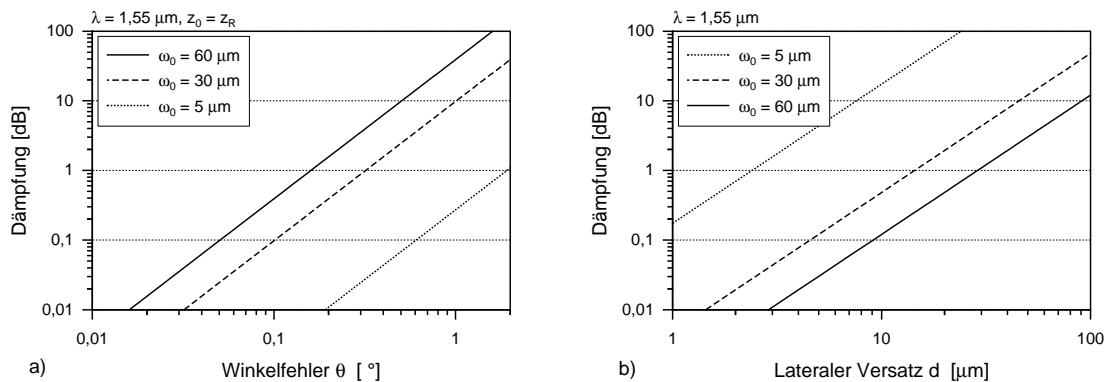 λ = 1,55 µm, z₀ = z_R
100
10
1
0,1
0,01
Dämpfung [dB]
ω₀ = 60 µm
ω₀ = 30 µm
ω₀ = 5 µm
0,01
0,1
1
a)
Winkelfehler θ [ °]
λ = 1,55 µm
100
10
1
0,1
0,01
Dämpfung [dB]
ω₀ = 5 µm
ω₀ = 30 µm
ω₀ = 60 µm
1
10
100
b)
Lateraler Versatz d [µm]